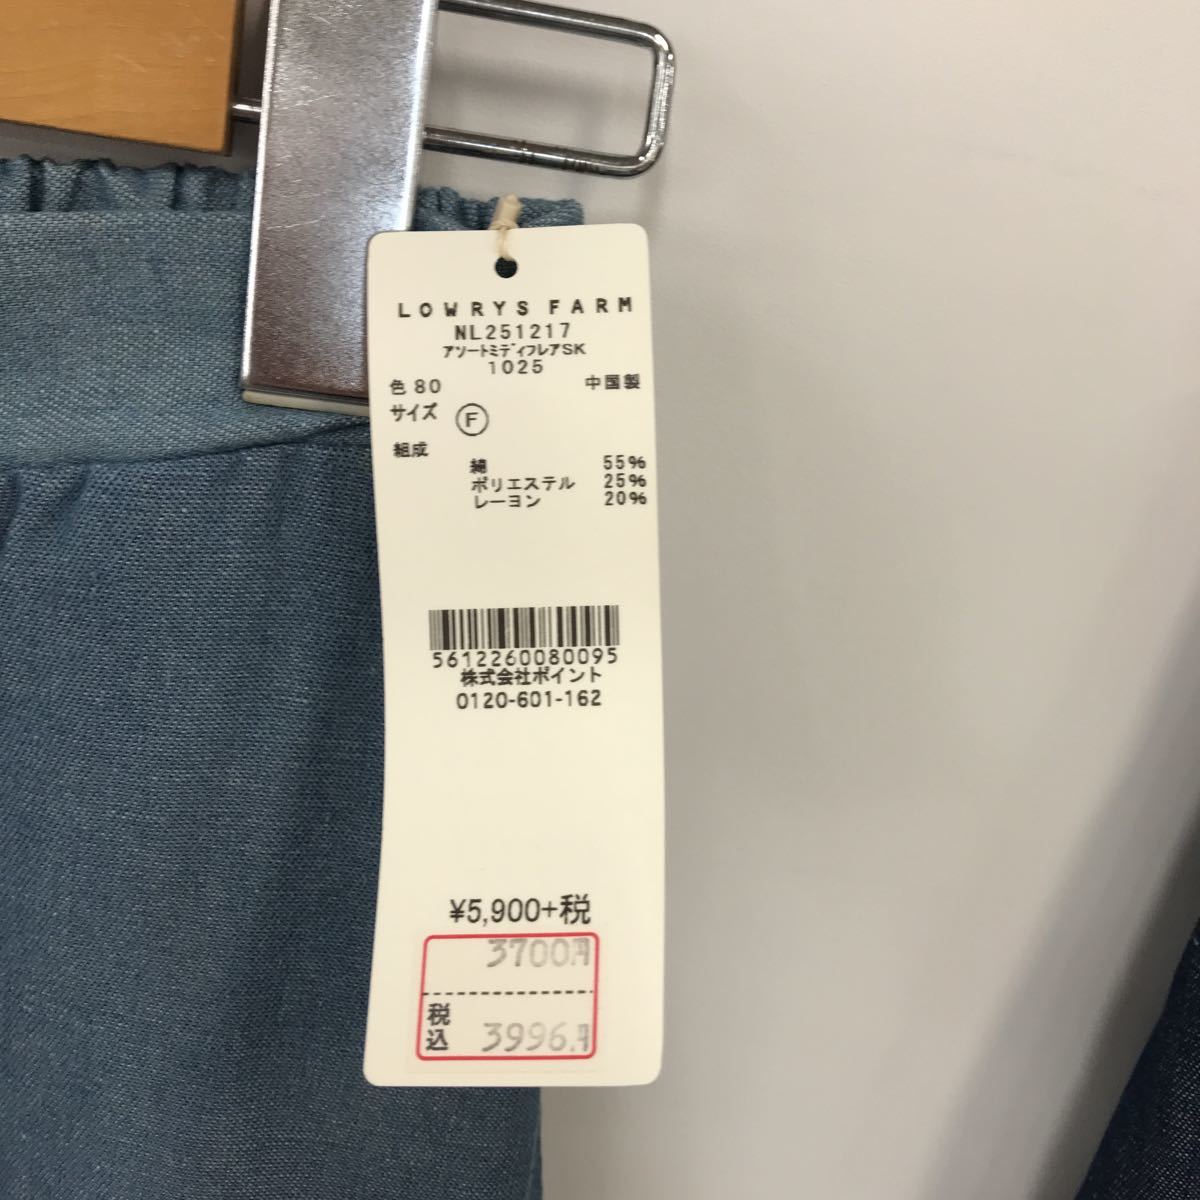 LOWRYS FARM
NL251217
アソートミディフレアSK
1025
色 80 中国製
サイズ F
組成
綿 55%
ポリエステル 25%
レーヨン 20%
5612260080095
株式会社ポイント
0120-601-162
¥5,900+税
3700円
税込 3996円